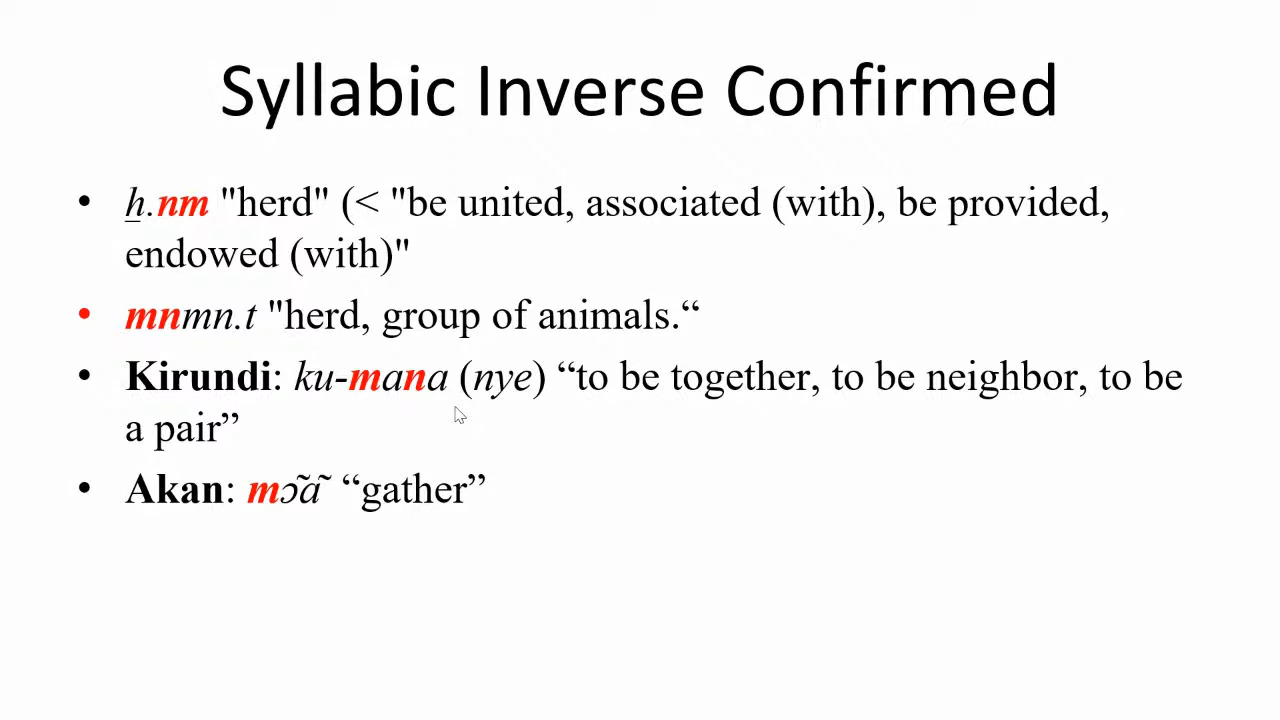 Syllabic Inverse Confirmed
• ẖ.nm "herd" (< "be united, associated (with), be provided,
endowed (with)"
• mnmn.t "herd, group of animals.“
• Kirundi: ku-mana (nye) “to be together, to be neighbor, to be
a pair”
• Akan: mɔ̃ã “gather”